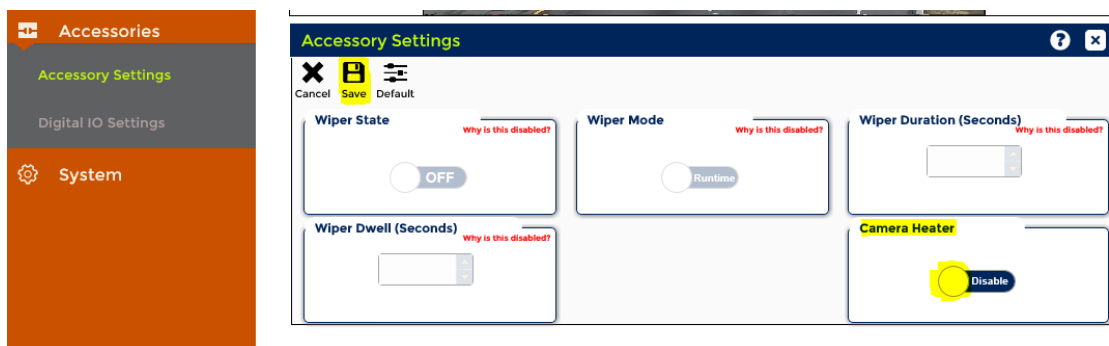 Accessories
Accessory Settings
Digital IO Settings
System
Accessory Settings
?
Cancel Save Default
Wiper State
Why is this disabled?
OFF
Wiper Mode
Why is this disabled?
Runtime
Wiper Duration (Seconds)
Why is this disabled?
Wiper Dwell (Seconds)
Why is this disabled?
Camera Heater
Disable